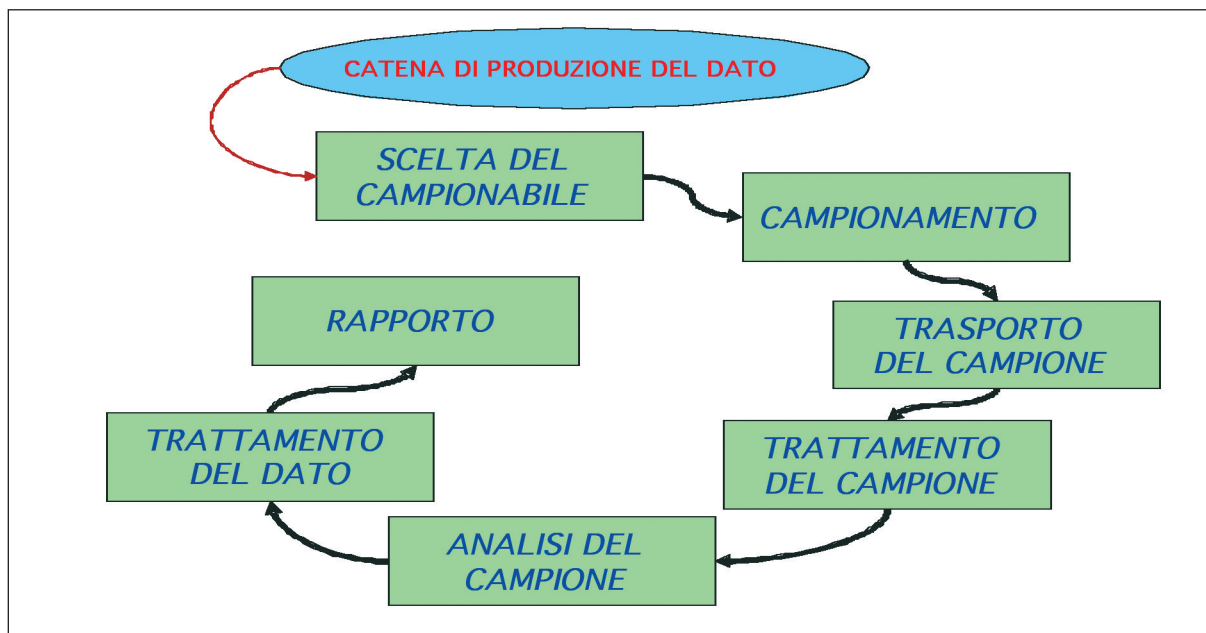 CATENA DI PRODUZIONE DEL DATO
SCELTA DEL
CAMPIONABILE
CAMPIONAMENTO
TRASPORTO
DEL CAMPIONE
TRATTAMENTO
DEL CAMPIONE
ANALISI DEL
CAMPIONE
TRATTAMENTO
DEL DATO
RAPPORTO